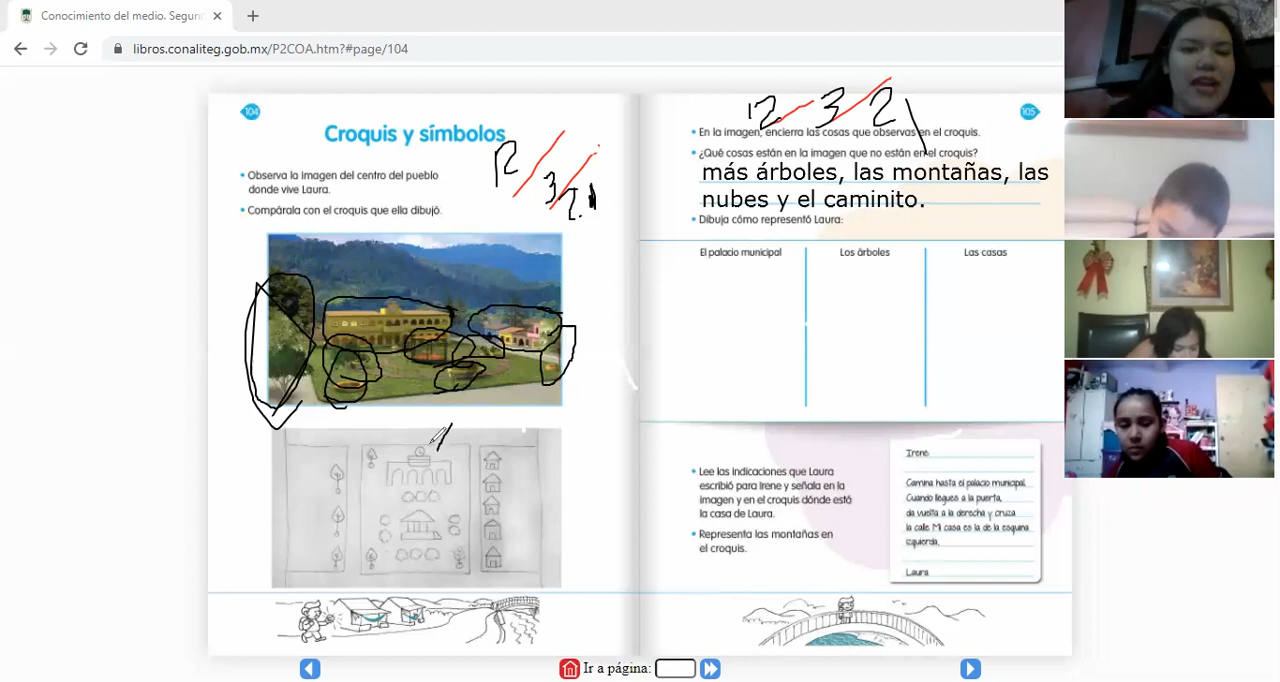 Conocimiento del medio. Segun
libros.conaliteg.gob.mx/P2COA.htm?#page/104
104
Croquis y símbolos
• Observa la imagen del centro del pueblo
donde vive Laura.
• Compárala con el croquis que ella dibujó.
12/3/21
12/3/21
105
• En la imagen, encierra las cosas que observas en el croquis.
• ¿Qué cosas están en la imagen que no están en el croquis?
más árboles, las montañas, las
nubes y el caminito.
• Dibuja cómo representó Laura:
El palacio municipal Los árboles Las casas
• Lee las indicaciones que Laura
escribió para Irene y señala en la
imagen y en el croquis dónde está
la casa de Laura.
• Representa las montañas en
el croquis.
Irene
Camina hasta el palacio municipal.
Cuando llegues a la puerta,
da vuelta a la derecha y cruza
la calle. Mi casa es la de la esquina
izquierda.
Laura
Ir a página: